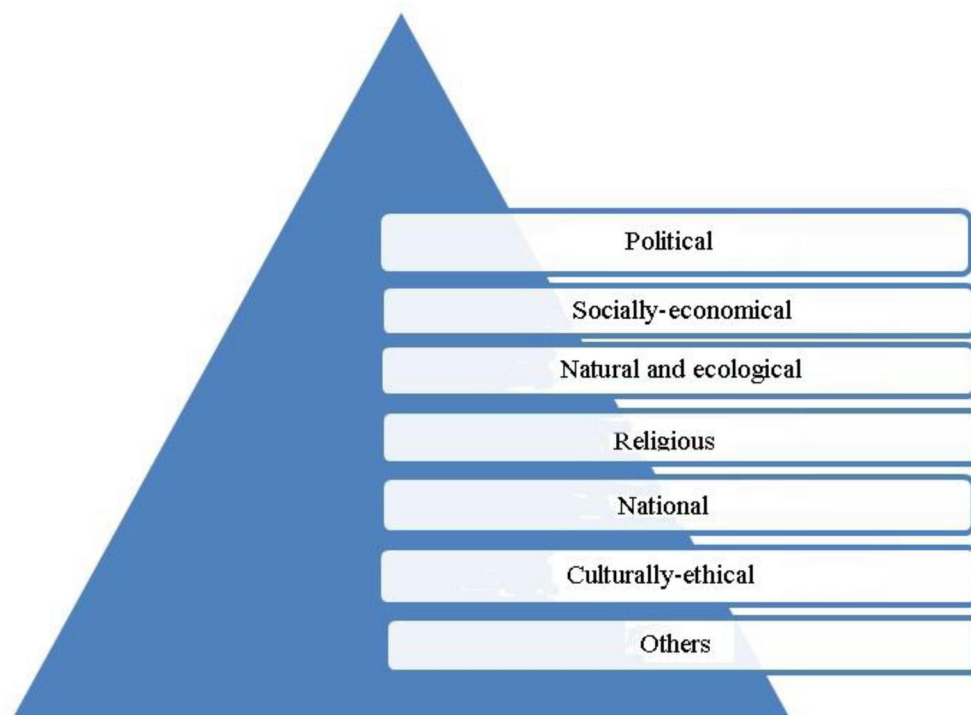 Political
Socially-economical
Natural and ecological
Religious
National
Culturally-ethical
Others